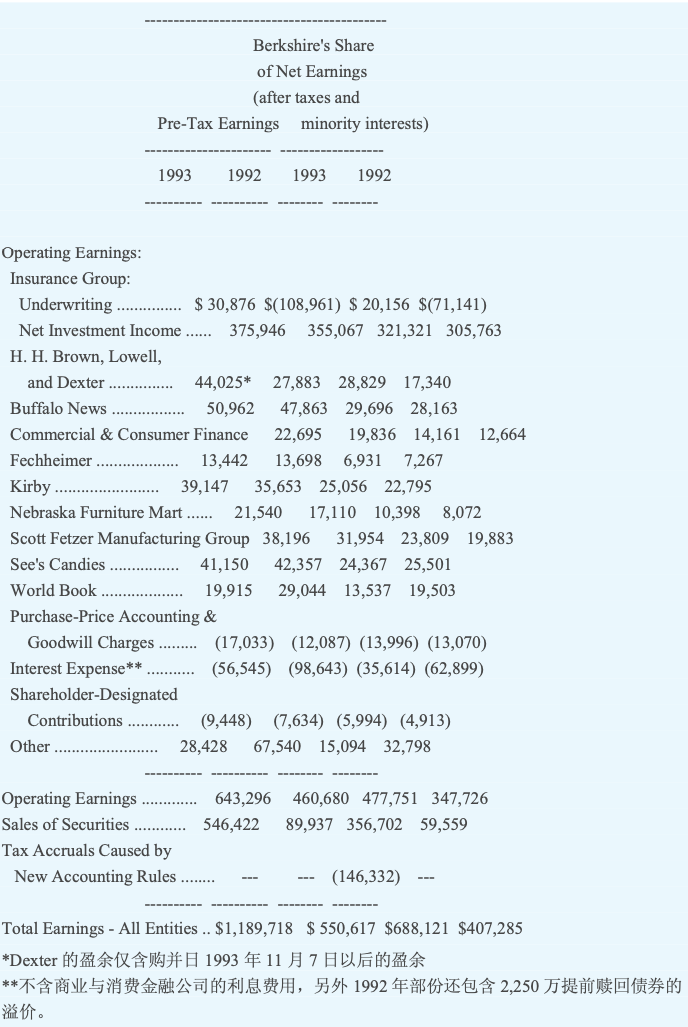 ------------------------------------------
Berkshire's Share
of Net Earnings
(after taxes and
Pre-Tax Earnings minority interests)
---------------------- ------------------
1993 1992 1993 1992
---------- ---------- -------- --------
Operating Earnings:
Insurance Group:
Underwriting ............... $ 30,876 $(108,961) $ 20,156 $(71,141)
Net Investment Income ...... 375,946 355,067 321,321 305,763
H. H. Brown, Lowell,
and Dexter ............... 44,025* 27,883 28,829 17,340
Buffalo News ................. 50,962 47,863 29,696 28,163
Commercial & Consumer Finance 22,695 19,836 14,161 12,664
Fechheimer ................... 13,442 13,698 6,931 7,267
Kirby ........................ 39,147 35,653 25,056 22,795
Nebraska Furniture Mart ...... 21,540 17,110 10,398 8,072
Scott Fetzer Manufacturing Group 38,196 31,954 23,809 19,883
See's Candies ................ 41,150 42,357 24,367 25,501
World Book ................... 19,915 29,044 13,537 19,503
Purchase-Price Accounting &
Goodwill Charges ......... (17,033) (12,087) (13,996) (13,070)
Interest Expense** ........... (56,545) (98,643) (35,614) (62,899)
Shareholder-Designated
Contributions ............ (9,448) (7,634) (5,994) (4,913)
Other ........................ 28,428 67,540 15,094 32,798
---------- ---------- -------- --------
Operating Earnings ............. 643,296 460,680 477,751 347,726
Sales of Securities ............ 546,422 89,937 356,702 59,559
Tax Accruals Caused by
New Accounting Rules ........ --- --- (146,332) ---
---------- ---------- -------- --------
Total Earnings - All Entities .. $1,189,718 $ 550,617 $688,121 $407,285
*Dexter 的盈余仅含购并日 1993 年 11 月 7 日以后的盈余
**不含商业与消费金融公司的利息费用，另外 1992 年部份还包含 2,250 万提前赎回债券的
溢价。